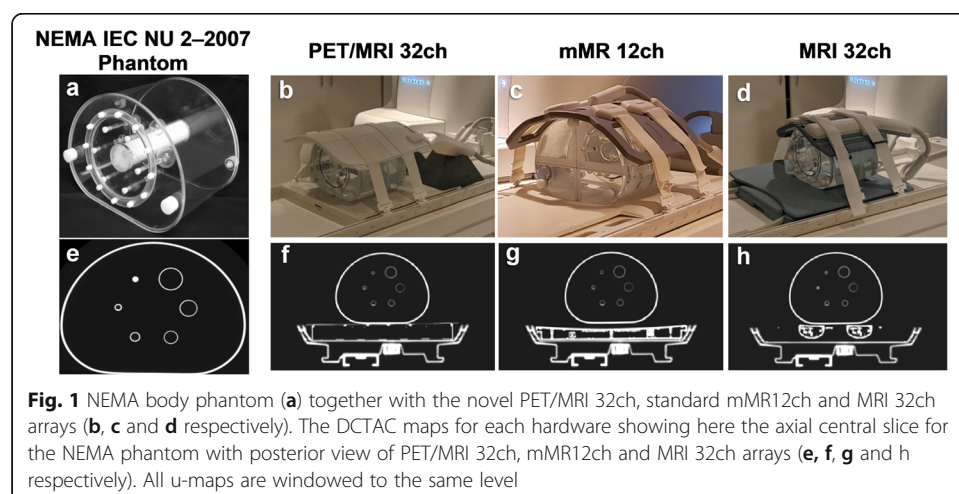 NEMA IEC NU 2–2007
Phantom
PET/MRI 32ch
mMR 12ch
MRI 32ch
a
b
c
d
e
f
g
h
Fig. 1 NEMA body phantom (a) together with the novel PET/MRI 32ch, standard mMR12ch and MRI 32ch
arrays (b, c and d respectively). The DCTAC maps for each hardware showing here the axial central slice for
the NEMA phantom with posterior view of PET/MRI 32ch, mMR12ch and MRI 32ch arrays (e, f, g and h
respectively). All u-maps are windowed to the same level